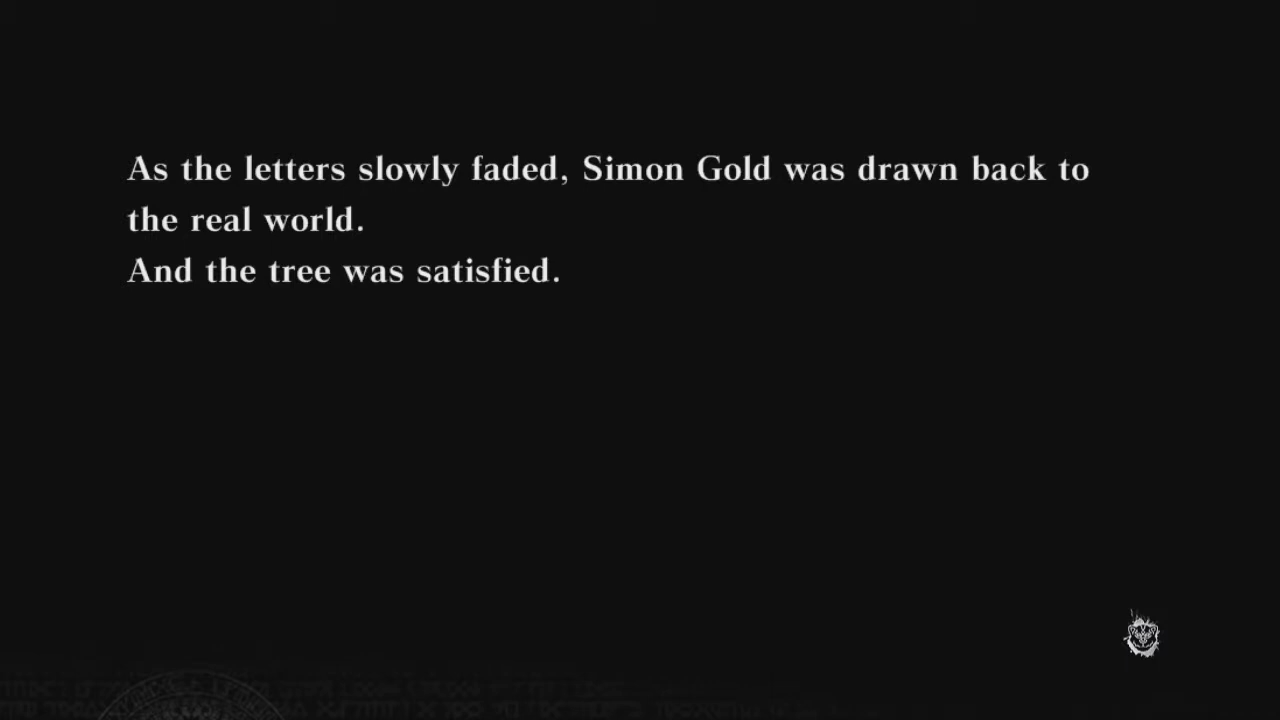 As the letters slowly faded, Simon Gold was drawn back to
the real world.
And the tree was satisfied.